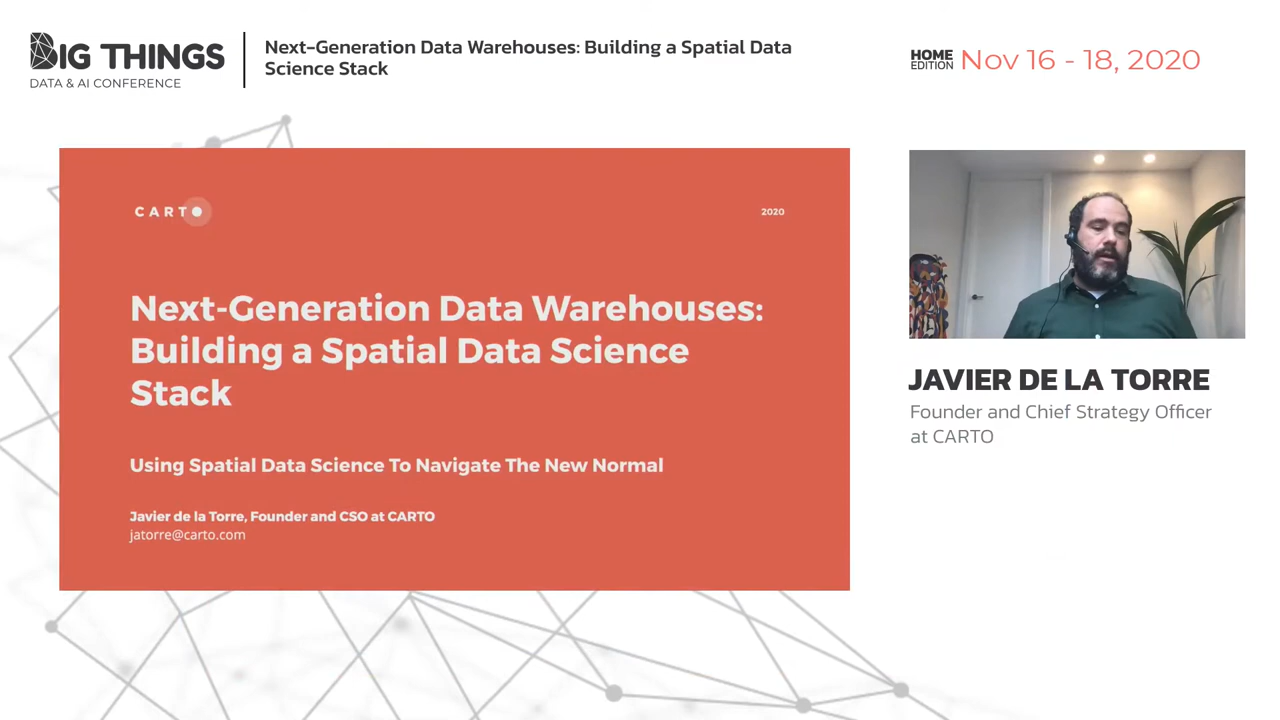 BIG THINGS
DATA & AI CONFERENCE
Next-Generation Data Warehouses: Building a Spatial Data
Science Stack
HOME
EDITION
Nov 16 - 18, 2020
CARTO
2020
Next-Generation Data Warehouses:
Building a Spatial Data Science
Stack
Using Spatial Data Science To Navigate The New Normal
Javier de la Torre, Founder and CSO at CARTO
jatorre@carto.com
JAVIER DE LA TORRE
Founder and Chief Strategy Officer
at CARTO